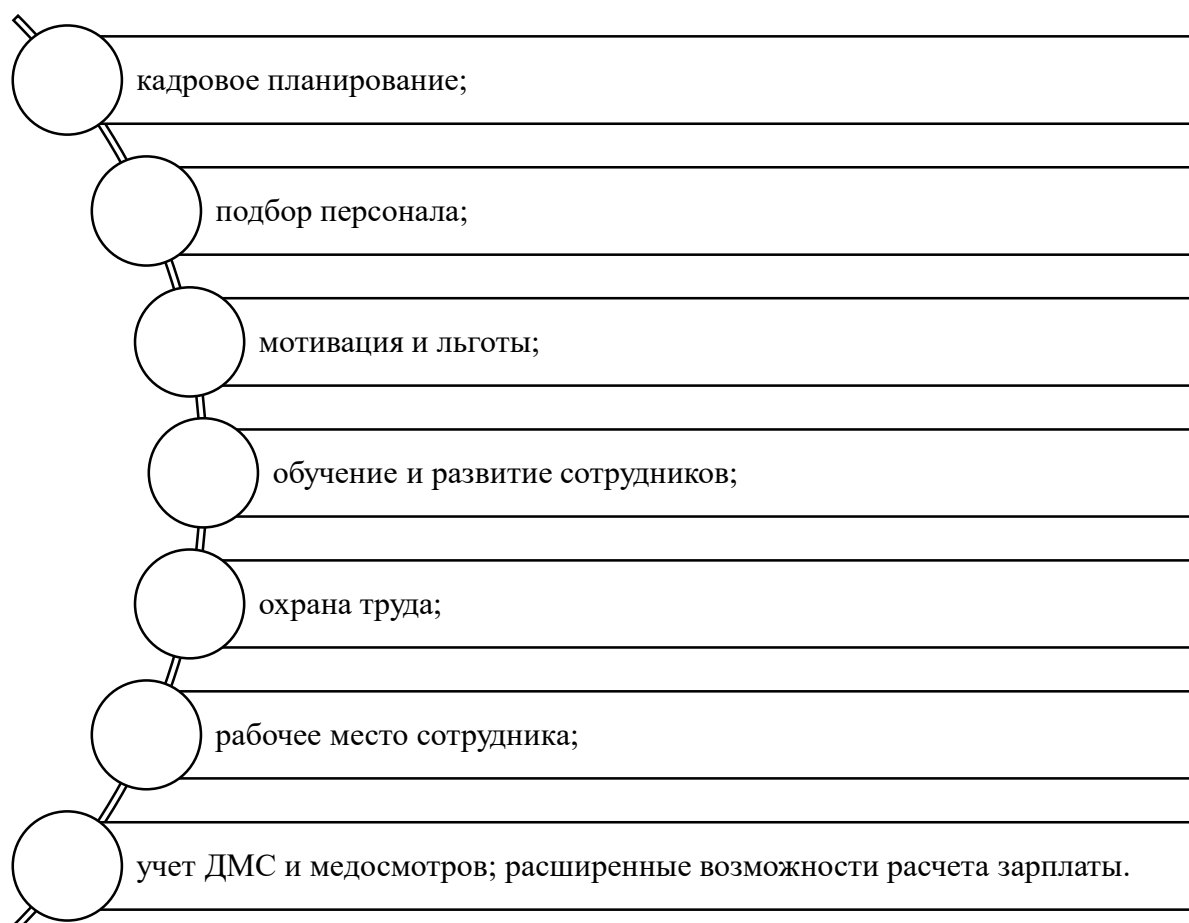 кадровое планирование;
подбор персонала;
мотивация и льготы;
обучение и развитие сотрудников;
охрана труда;
рабочее место сотрудника;
учет ДМС и медосмотров; расширенные возможности расчета зарплаты.